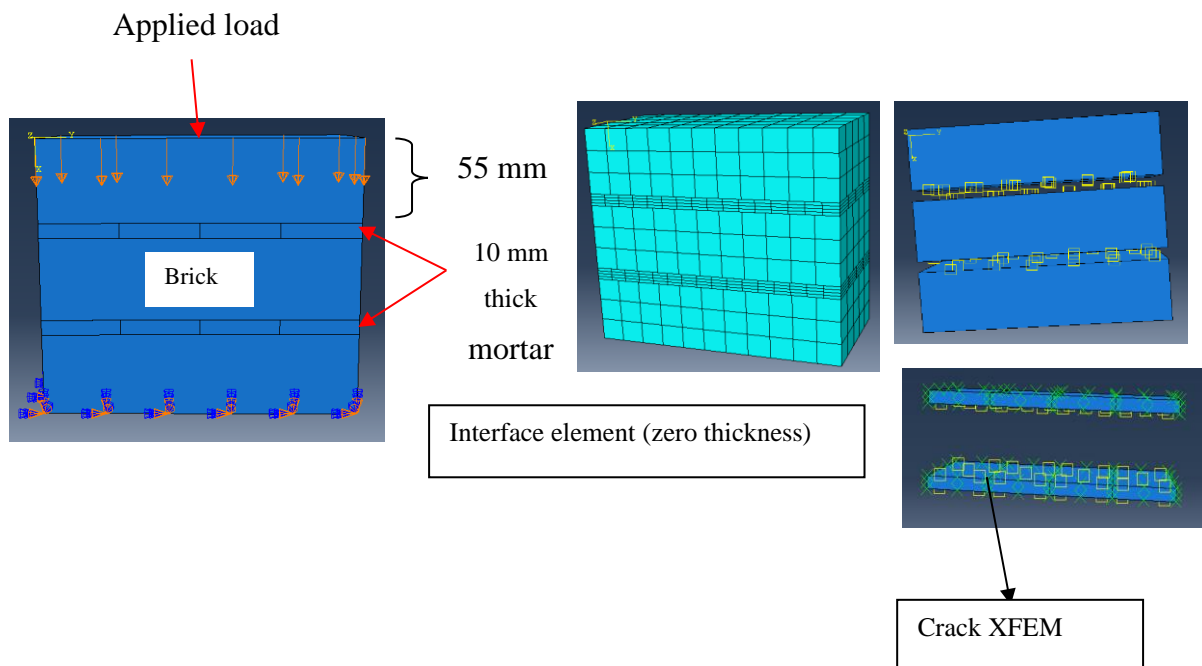 Applied load
55 mm
10 mm
thick
mortar
Brick
Interface element (zero thickness)
Crack XFEM